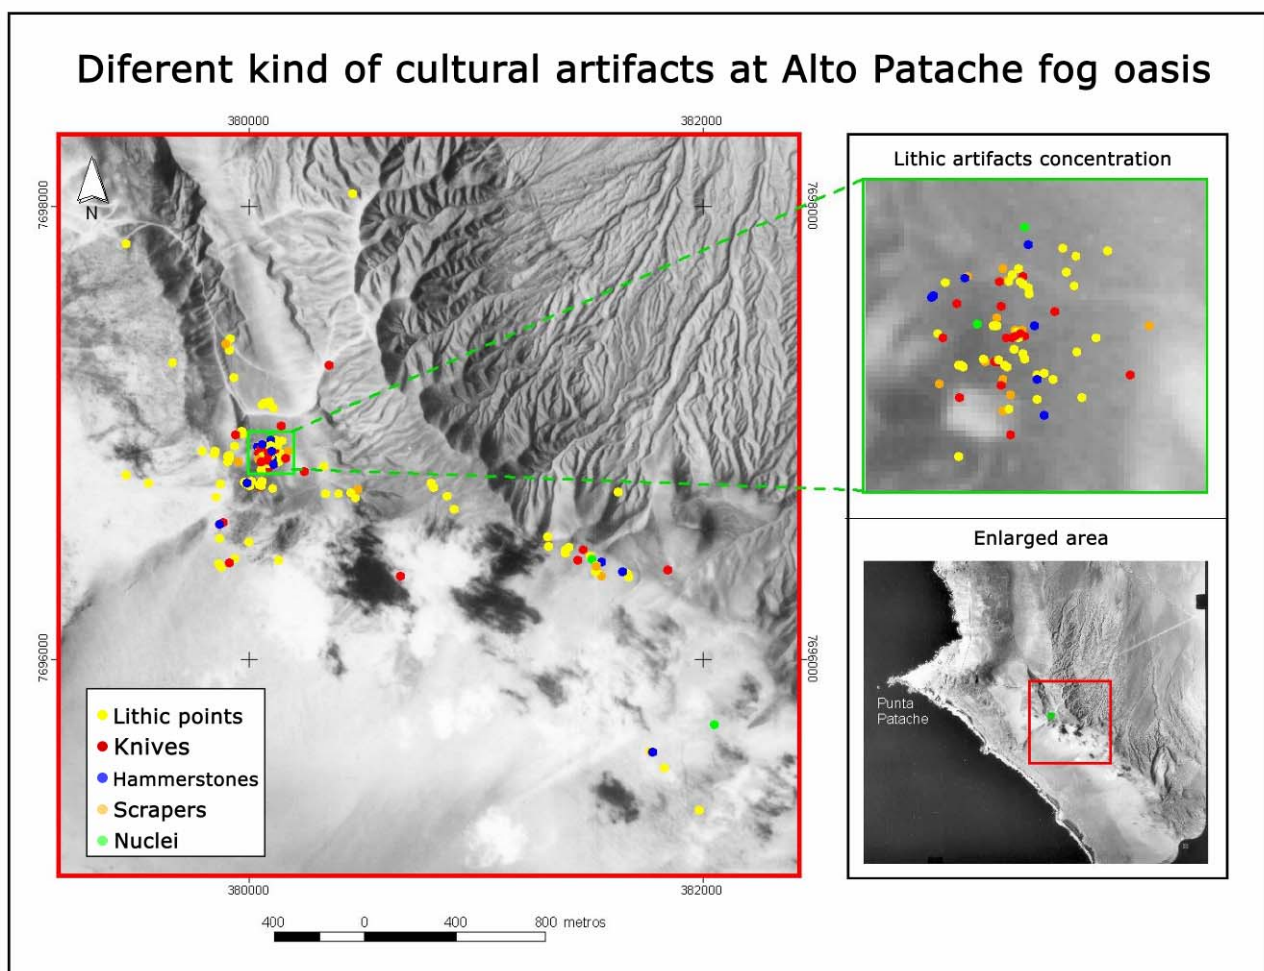 Diferent kind of cultural artifacts at Alto Patache fog oasis
380000
382000
7698000
7698000
N
7696000
7696000
Lithic points
Knives
Hammerstones
Scrapers
Nuclei
380000
382000
400
0
400
800 metros
Lithic artifacts concentration
Enlarged area
Punta
Patache